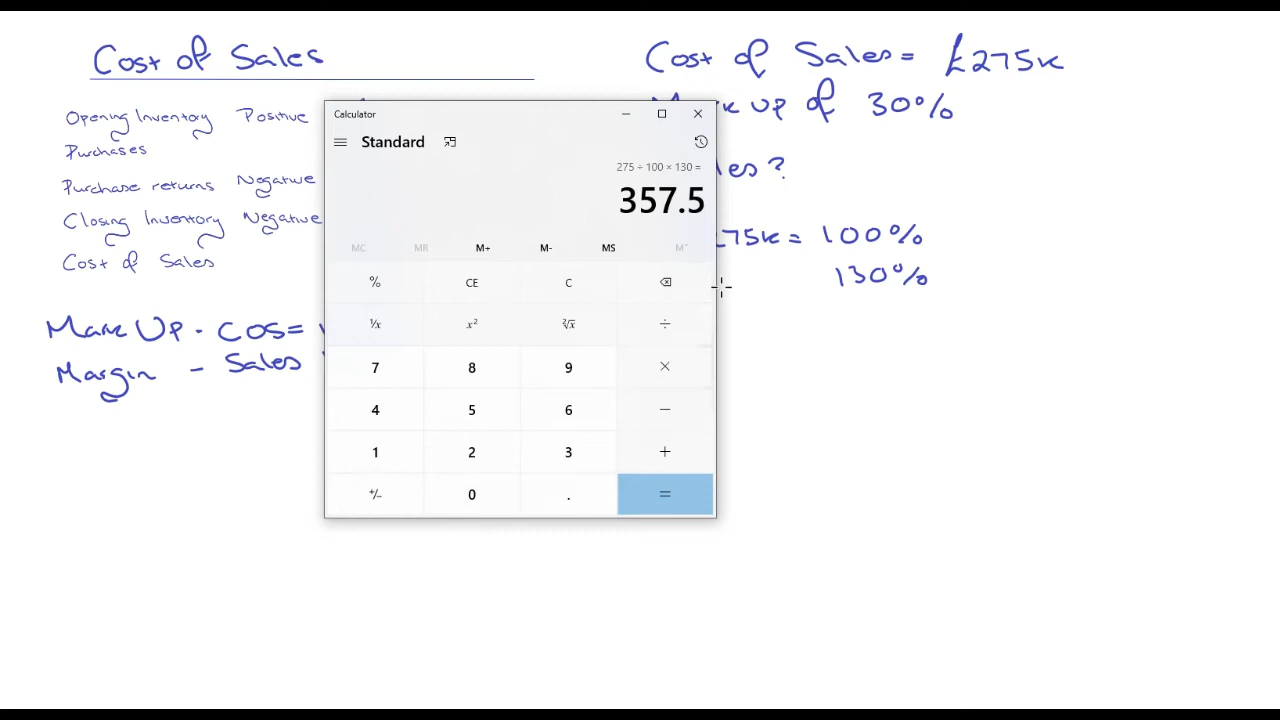 Cost of Sales
Opening Inventory Positive
Purchases
Purchase returns Negative
Closing Inventory Negative
Cost of Sales
Mark Up - COS =
Margin - Sales
Cost of Sales = £275k
up of 30%
275k = 100%
130%
Calculator
Standard
275 ÷ 100 × 130 =
357.5
MC MR M+ M- MS M˅
% CE C ⌫
¹/x x² ²√x ÷
7 8 9 ×
4 5 6 −
1 2 3 +
+/- 0 . =